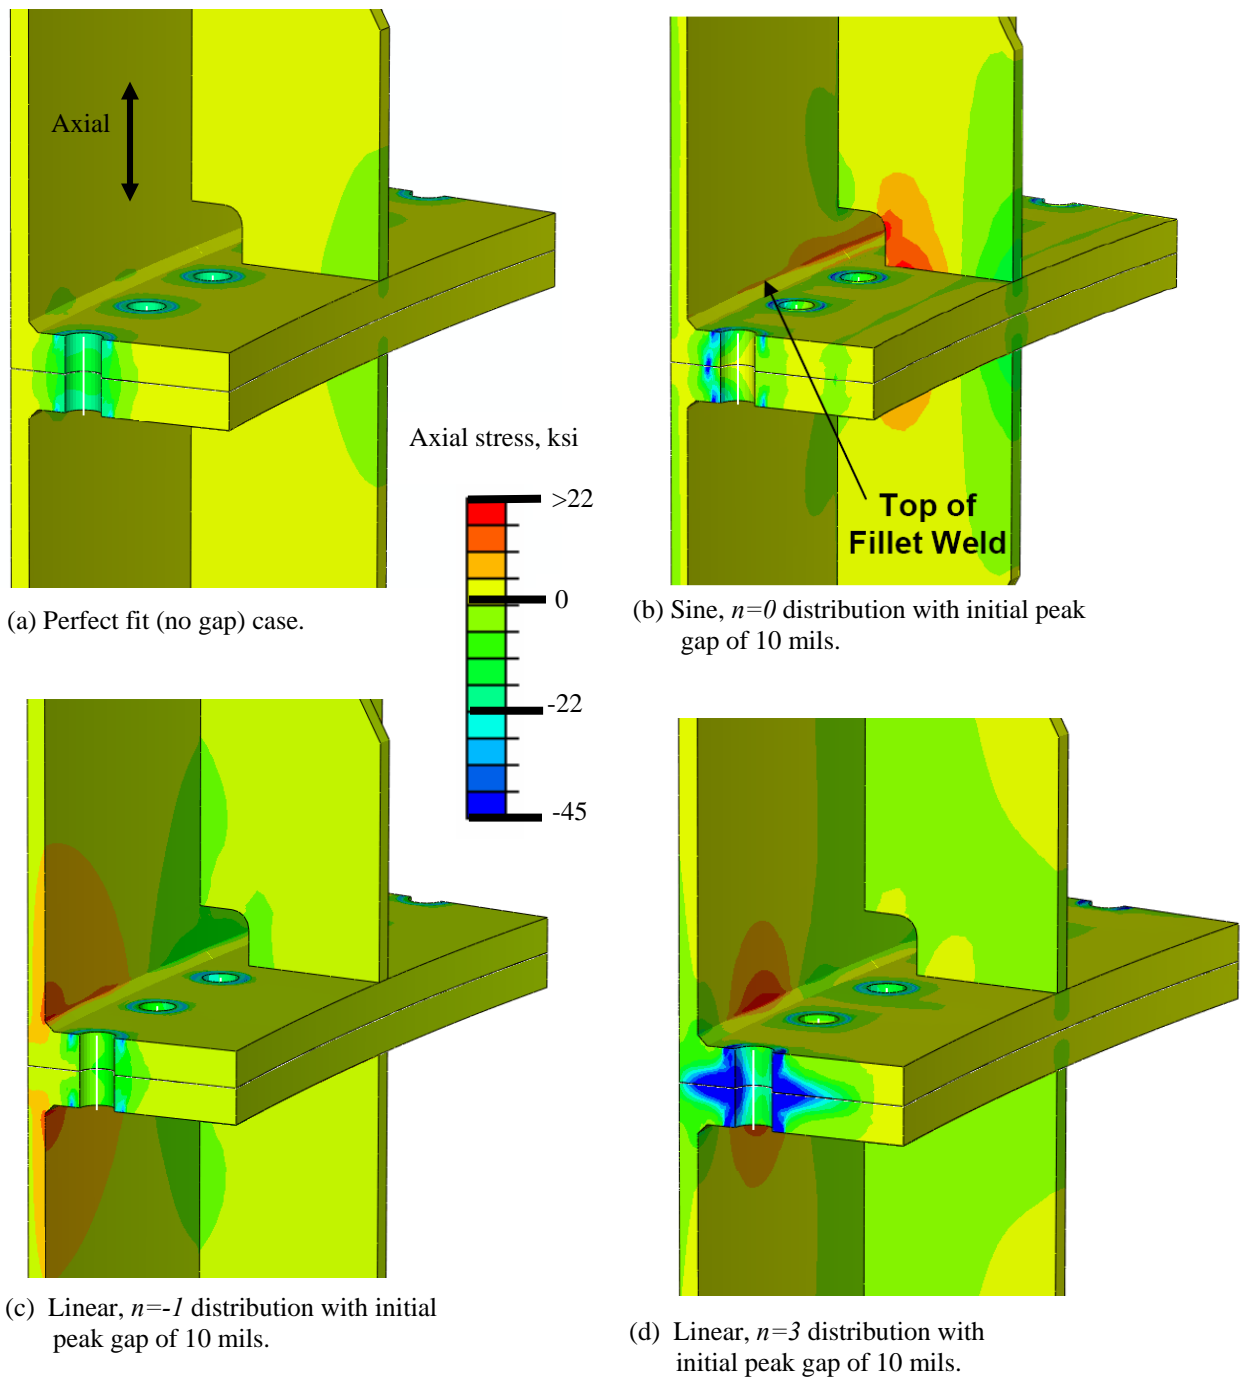 Axial
Axial stress, ksi
>22
0
-22
-45
Top of
Fillet Weld
(a) Perfect fit (no gap) case.
(b) Sine, n=0 distribution with initial peak
gap of 10 mils.
(c) Linear, n=-1 distribution with initial
peak gap of 10 mils.
(d) Linear, n=3 distribution with
initial peak gap of 10 mils.